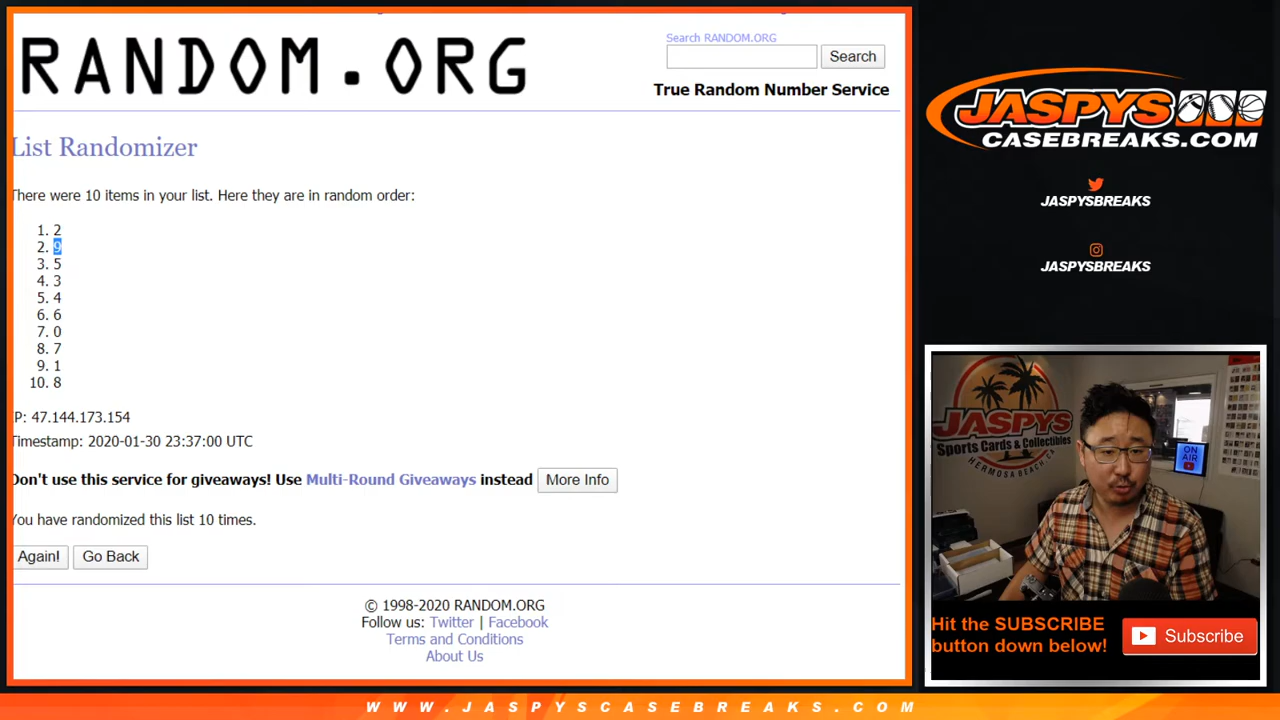 RANDOM.ORG
Search RANDOM.ORG
Search
True Random Number Service
List Randomizer
There were 10 items in your list. Here they are in random order:
1. 2
2. 9
3. 5
4. 3
5. 4
6. 6
7. 0
8. 7
9. 1
10. 8
IP: 47.144.173.154
Timestamp: 2020-01-30 23:37:00 UTC
Don't use this service for giveaways! Use Multi-Round Giveaways instead
More Info
You have randomized this list 10 times.
Again!
Go Back
© 1998-2020 RANDOM.ORG
Follow us: Twitter | Facebook
Terms and Conditions
About Us
JASPYS
CASEBREAKS.COM
JASPYSBREAKS
JASPYSBREAKS
JASPYS
Sports Cards & Collectibles
HERMOSA BEACH, CA
ON
AIR
Hit the SUBSCRIBE
button down below!
Subscribe
WWW.JASPYSCASEBREAKS.COM